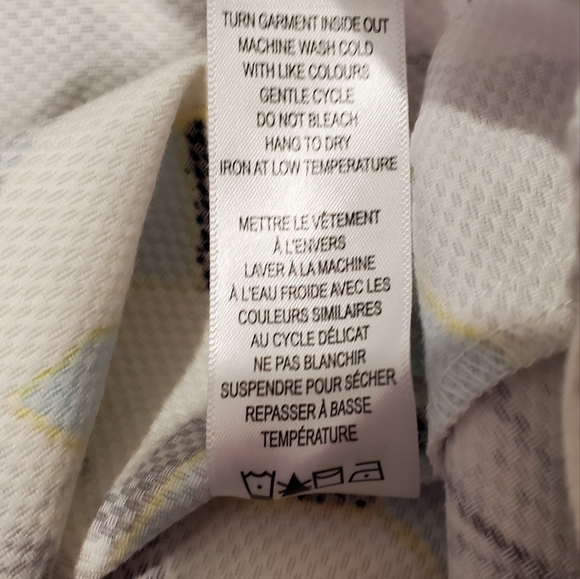 TURN GARMENT INSIDE OUT
MACHINE WASH COLD
WITH LIKE COLOURS
GENTLE CYCLE
DO NOT BLEACH
HANG TO DRY
IRON AT LOW TEMPERATURE
METTRE LE VÊTEMENT
À L'ENVERS
LAVER À LA MACHINE
À L'EAU FROIDE AVEC LES
COULEURS SIMILAIRES
AU CYCLE DÉLICAT
NE PAS BLANCHIR
SUSPENDRE POUR SÉCHER
REPASSER À BASSE
TEMPÉRATURE